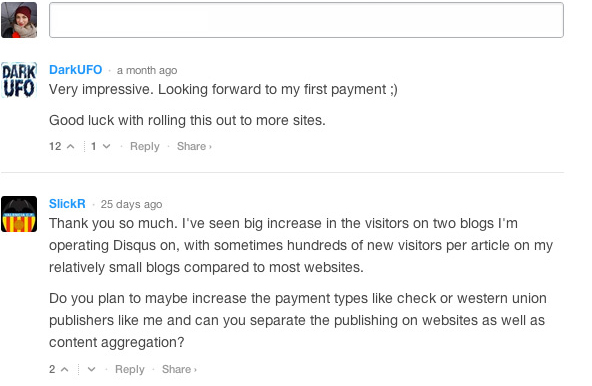 DARK
UFO
DarkUFO · a month ago
Very impressive. Looking forward to my first payment ;)
Good luck with rolling this out to more sites.
12 1 · Reply · Share ›
SlickR · 25 days ago
Thank you so much. I've seen big increase in the visitors on two blogs I'm
operating Disqus on, with sometimes hundreds of new visitors per article on my
relatively small blogs compared to most websites.
Do you plan to maybe increase the payment types like check or western union
publishers like me and can you separate the publishing on websites as well as
content aggregation?
2 · Reply · Share ›